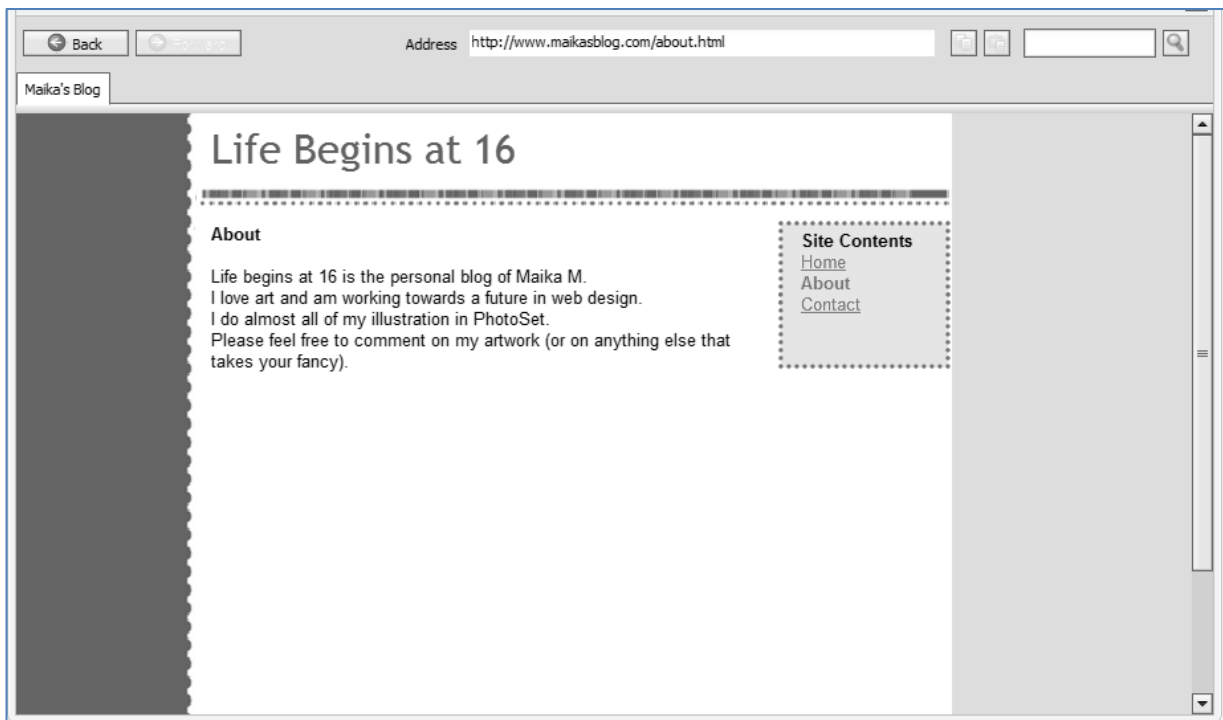 Back
Forward
Address http://www.maikasblog.com/about.html
Maika's Blog
Life Begins at 16
About
Life begins at 16 is the personal blog of Maika M.
I love art and am working towards a future in web design.
I do almost all of my illustration in PhotoSet.
Please feel free to comment on my artwork (or on anything else that
takes your fancy).
Site Contents
Home
About
Contact